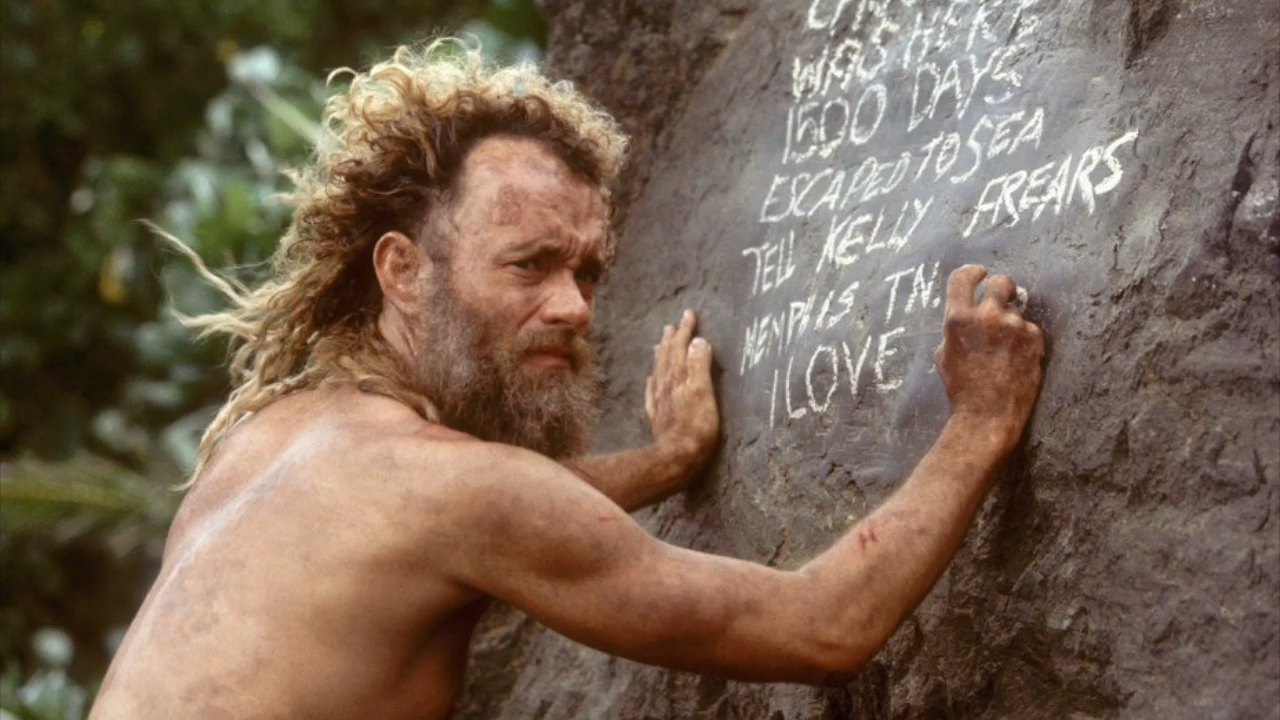 WAS HERE
1500 DAYS
ESCAPED TO SEA
TELL KELLY FREARS
MEMPHIS TN.
I LOVE